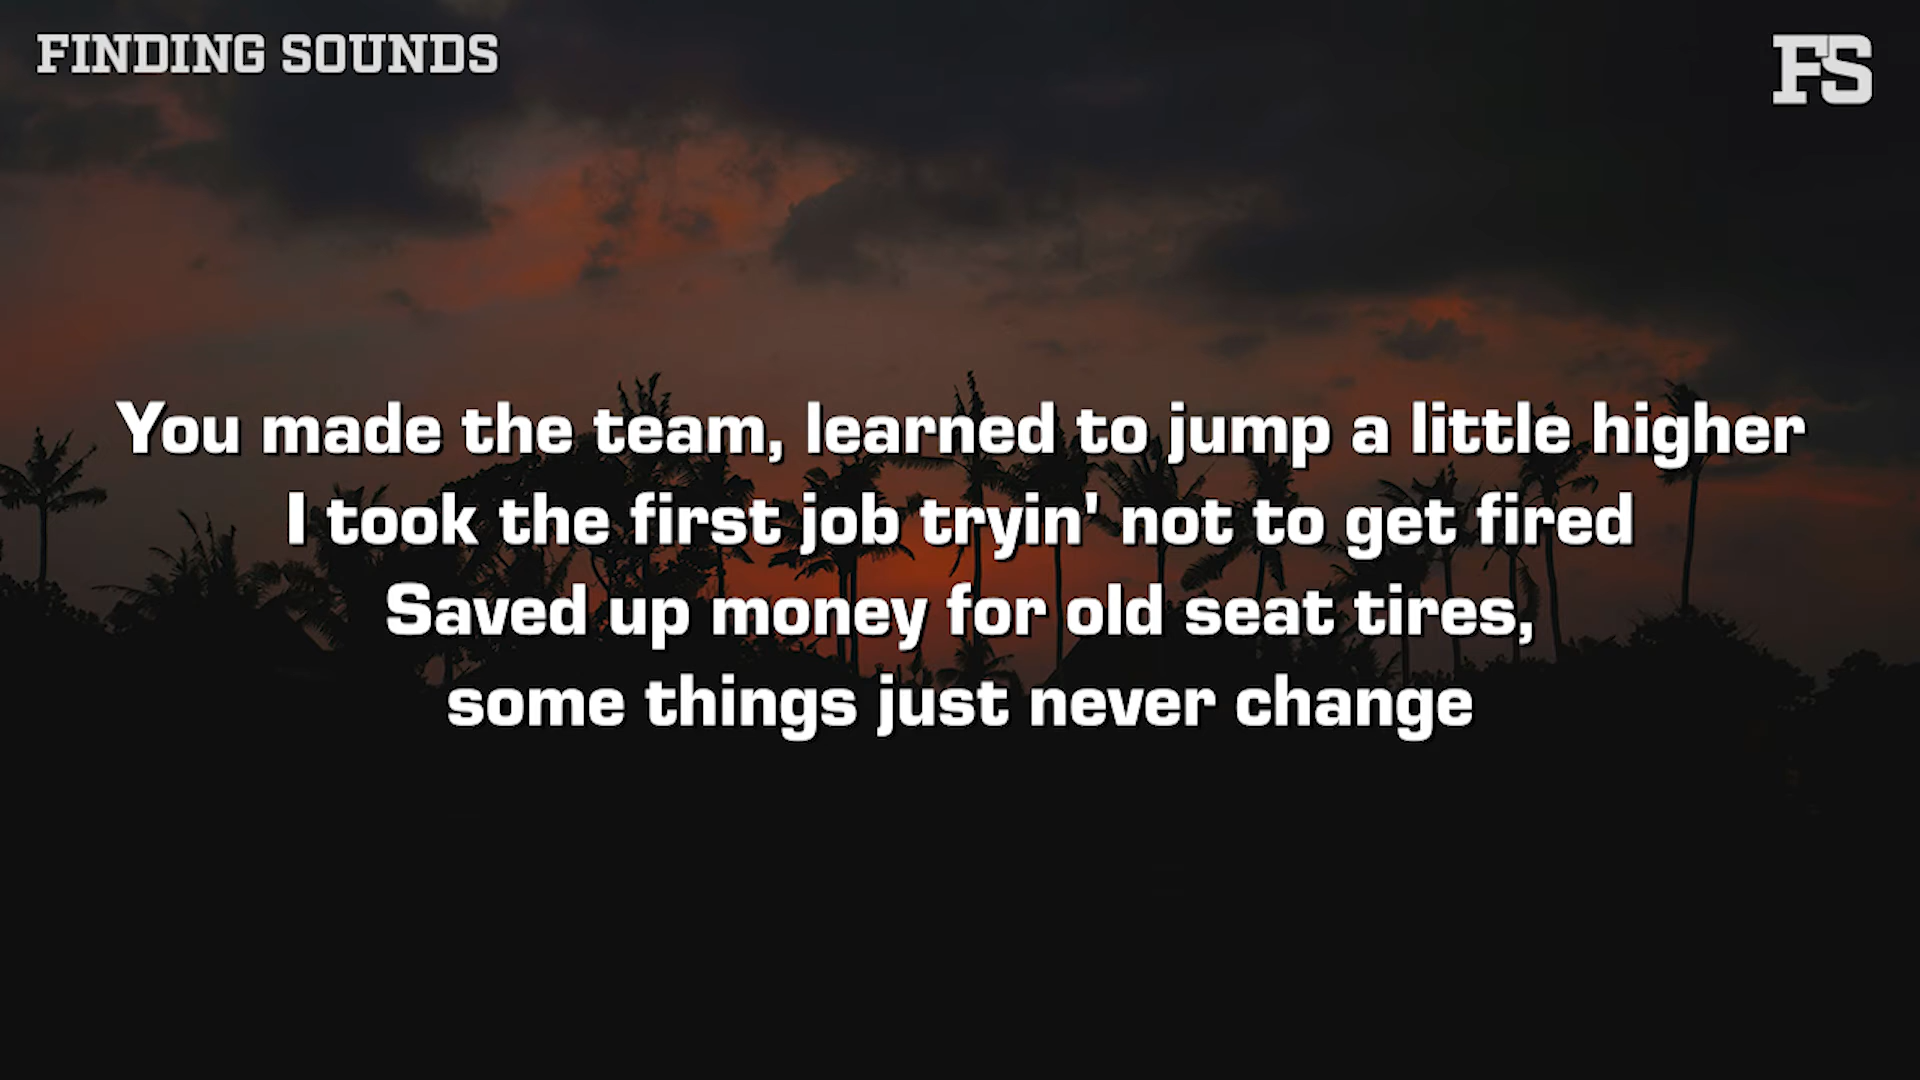 FINDING SOUNDS
FS
You made the team, learned to jump a little higher
I took the first job tryin' not to get fired
Saved up money for old seat tires,
some things just never change